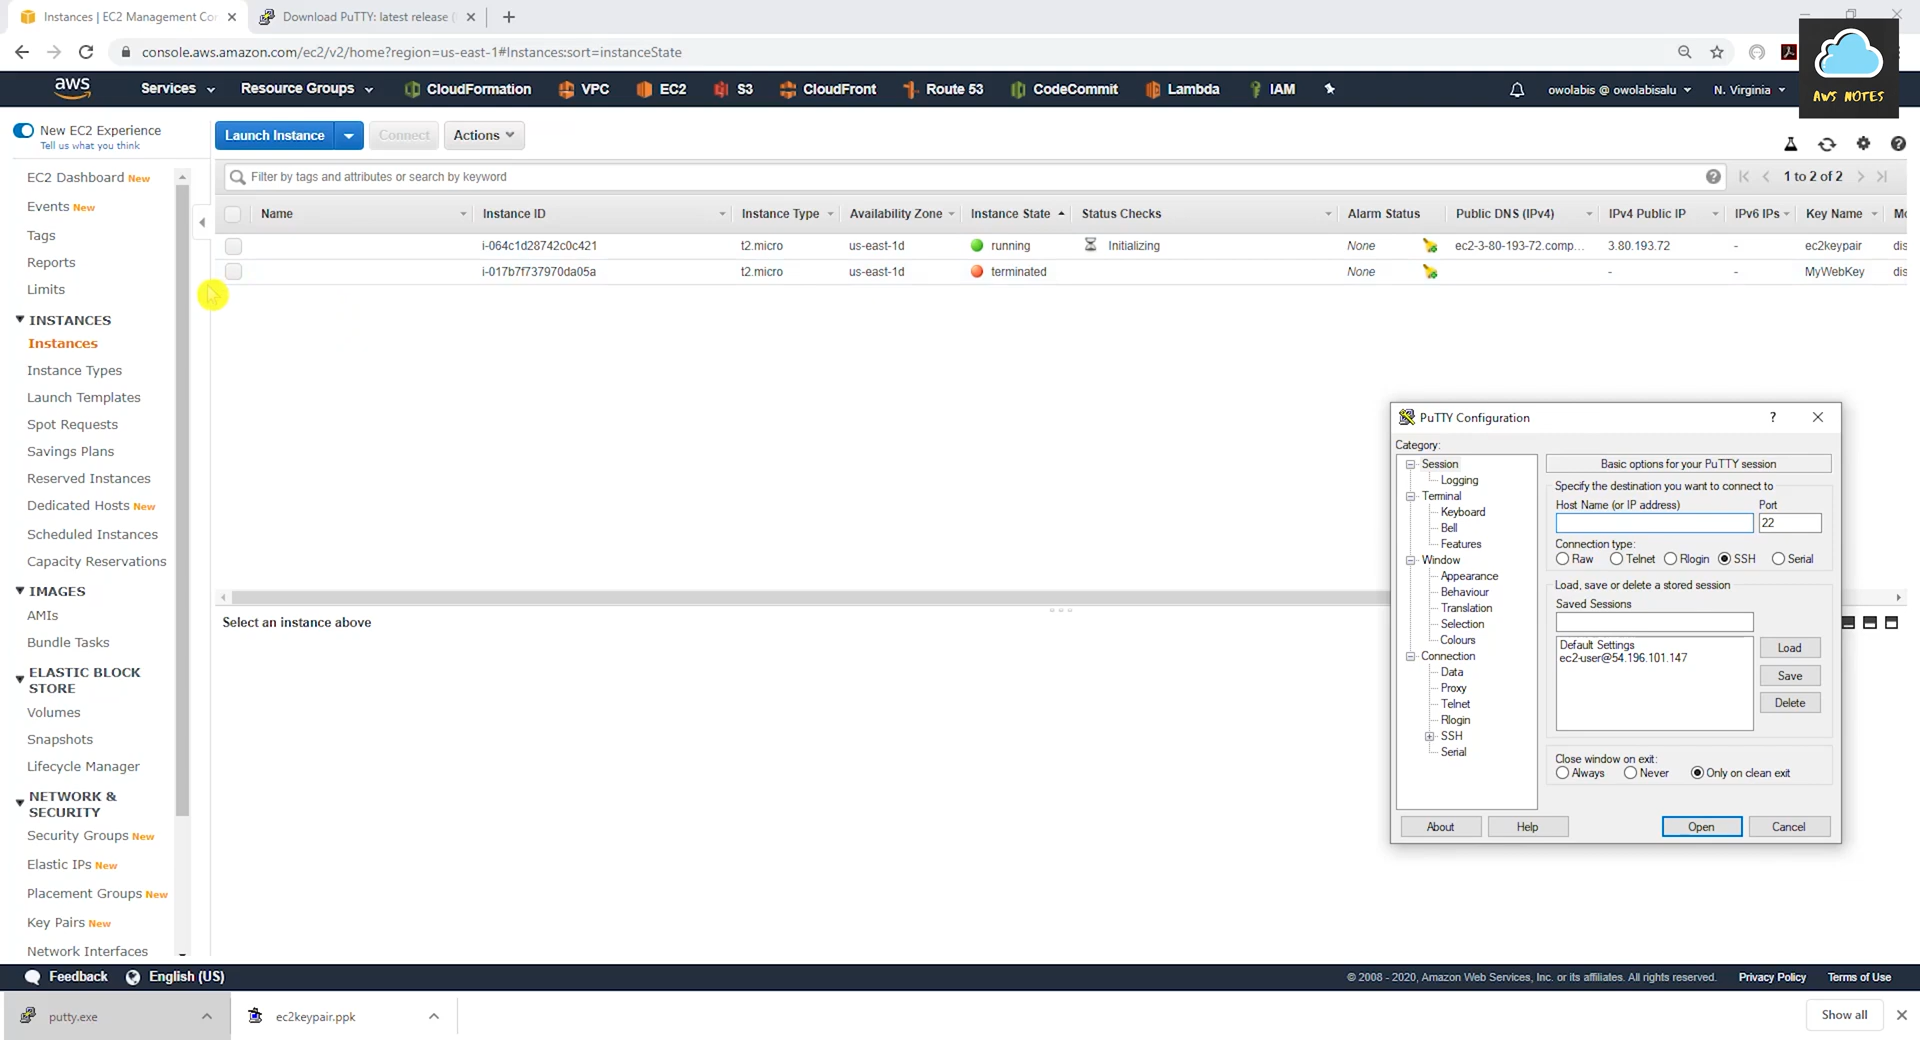 Instances | EC2 Management Con
Download PuTTY: latest release (
console.aws.amazon.com/ec2/v2/home?region=us-east-1#Instances:sort=instanceState
aws
Services
Resource Groups
CloudFormation
VPC
EC2
S3
CloudFront
Route 53
CodeCommit
Lambda
IAM
owolabis @ owolabisalu
N. Virginia
AWS NOTES
New EC2 Experience
Tell us what you think
Launch Instance
Connect
Actions
Filter by tags and attributes or search by keyword
1 to 2 of 2
Name
Instance ID
Instance Type
Availability Zone
Instance State
Status Checks
Alarm Status
Public DNS (IPv4)
IPv4 Public IP
IPv6 IPs
Key Name
Mo
i-064c1d28742c0c421
t2.micro
us-east-1d
running
Initializing
None
ec2-3-80-193-72.comp...
3.80.193.72
-
ec2keypair
dis
i-017b7f737970da05a
t2.micro
us-east-1d
terminated
None
-
-
MyWebKey
dis
EC2 Dashboard New
Events New
Tags
Reports
Limits
INSTANCES
Instances
Instance Types
Launch Templates
Spot Requests
Savings Plans
Reserved Instances
Dedicated Hosts New
Scheduled Instances
Capacity Reservations
IMAGES
AMIs
Bundle Tasks
ELASTIC BLOCK
STORE
Volumes
Snapshots
Lifecycle Manager
NETWORK &
SECURITY
Security Groups New
Elastic IPs New
Placement Groups New
Key Pairs New
Network Interfaces
Select an instance above
PuTTY Configuration
?
Category:
Session
Logging
Terminal
Keyboard
Bell
Features
Window
Appearance
Behaviour
Translation
Selection
Colours
Connection
Data
Proxy
Telnet
Rlogin
SSH
Serial
Basic options for your PuTTY session
Specify the destination you want to connect to
Host Name (or IP address)
Port
22
Connection type:
Raw
Telnet
Rlogin
SSH
Serial
Load, save or delete a stored session
Saved Sessions
Default Settings
ec2-user@54.196.101.147
Load
Save
Delete
Close window on exit:
Always
Never
Only on clean exit
About
Help
Open
Cancel
Feedback
English (US)
© 2008 - 2020, Amazon Web Services, Inc. or its affiliates. All rights reserved.
Privacy Policy
Terms of Use
putty.exe
ec2keypair.ppk
Show all